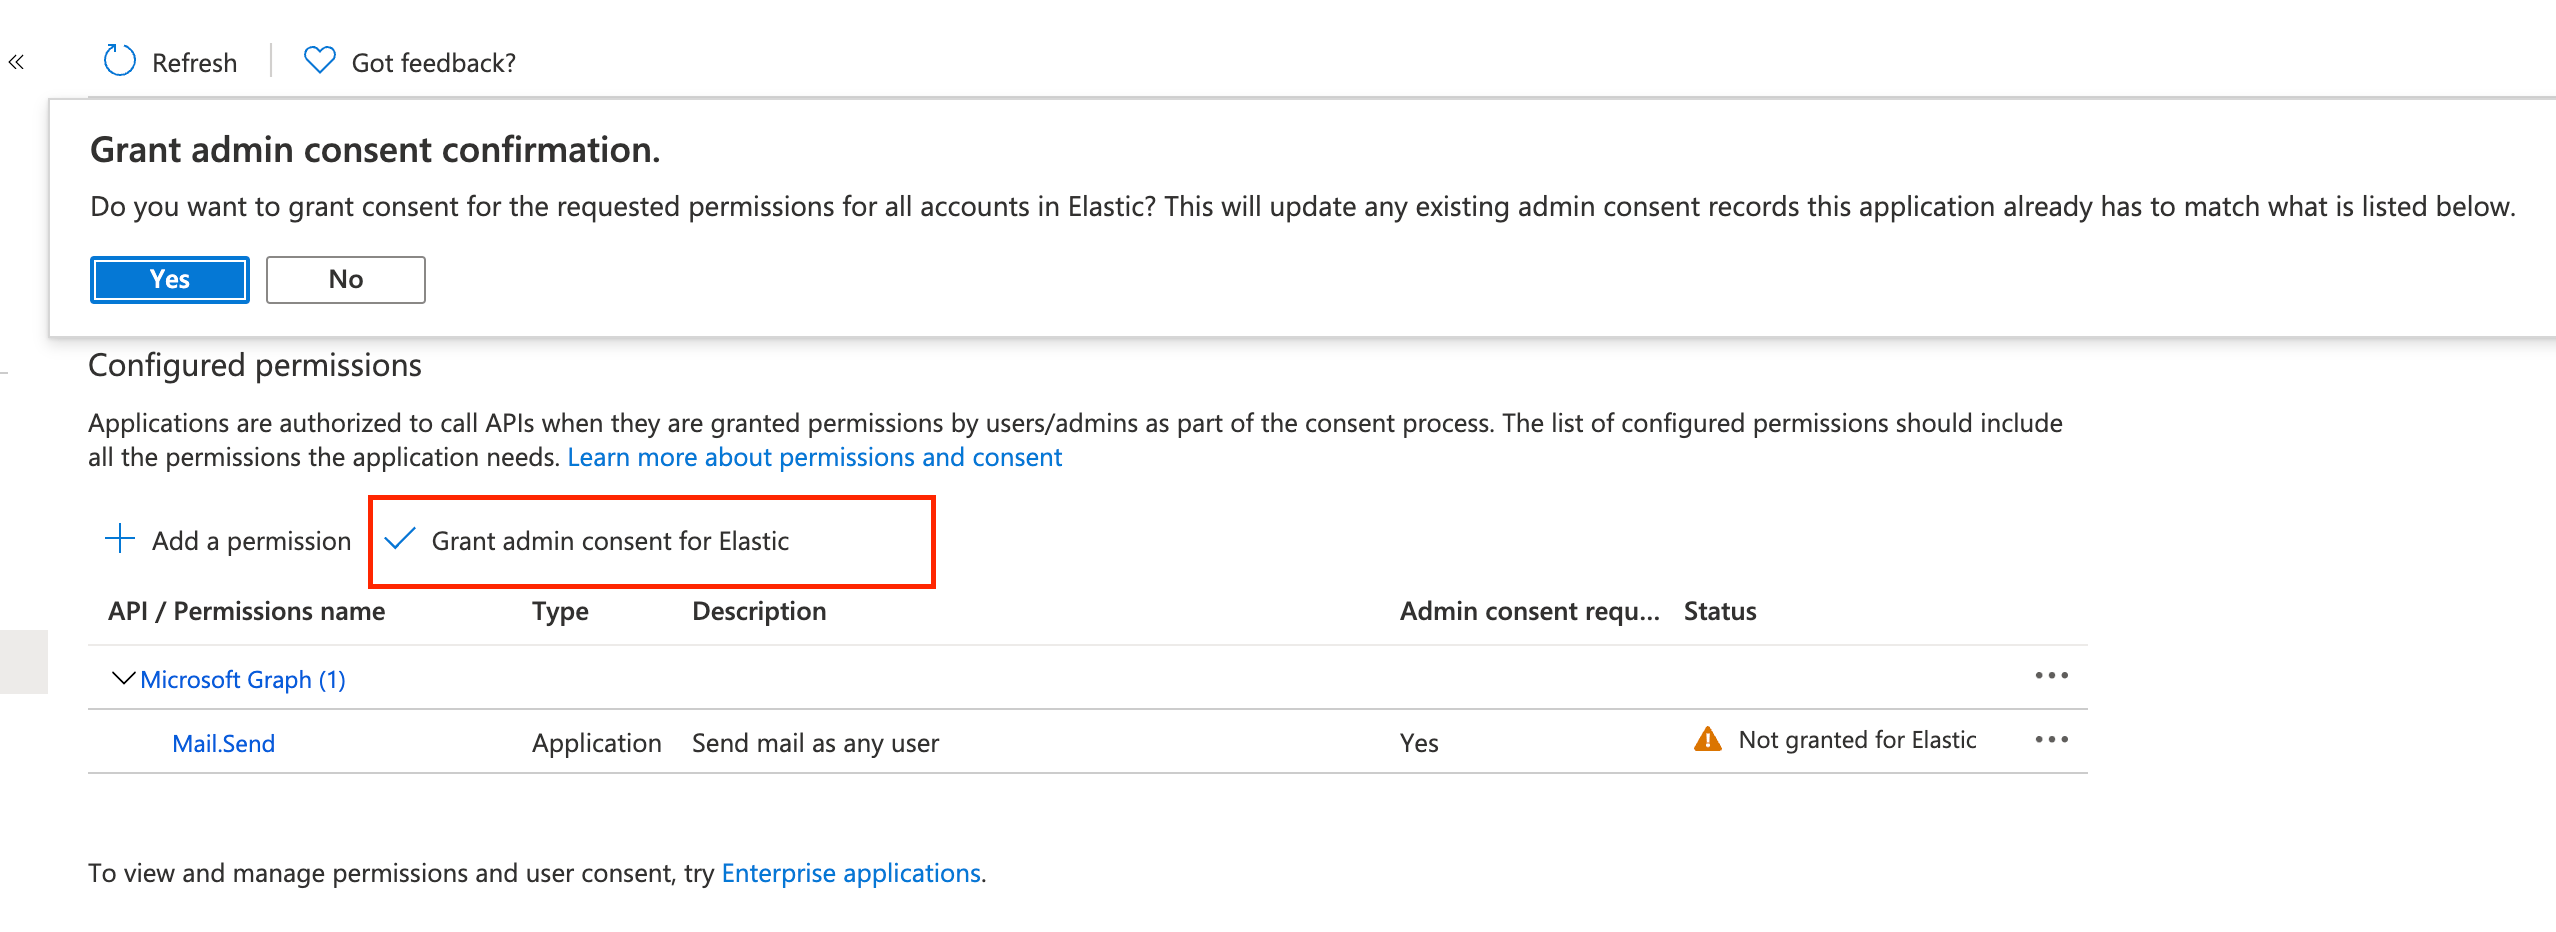 « Refresh Got feedback?
Grant admin consent confirmation.
Do you want to grant consent for the requested permissions for all accounts in Elastic? This will update any existing admin consent records this application already has to match what is listed below.
Yes No
Configured permissions
Applications are authorized to call APIs when they are granted permissions by users/admins as part of the consent process. The list of configured permissions should include
all the permissions the application needs. Learn more about permissions and consent
Add a permission Grant admin consent for Elastic
API / Permissions name Type Description Admin consent requ... Status
Microsoft Graph (1) ...
Mail.Send Application Send mail as any user Yes Not granted for Elastic ...
To view and manage permissions and user consent, try Enterprise applications.